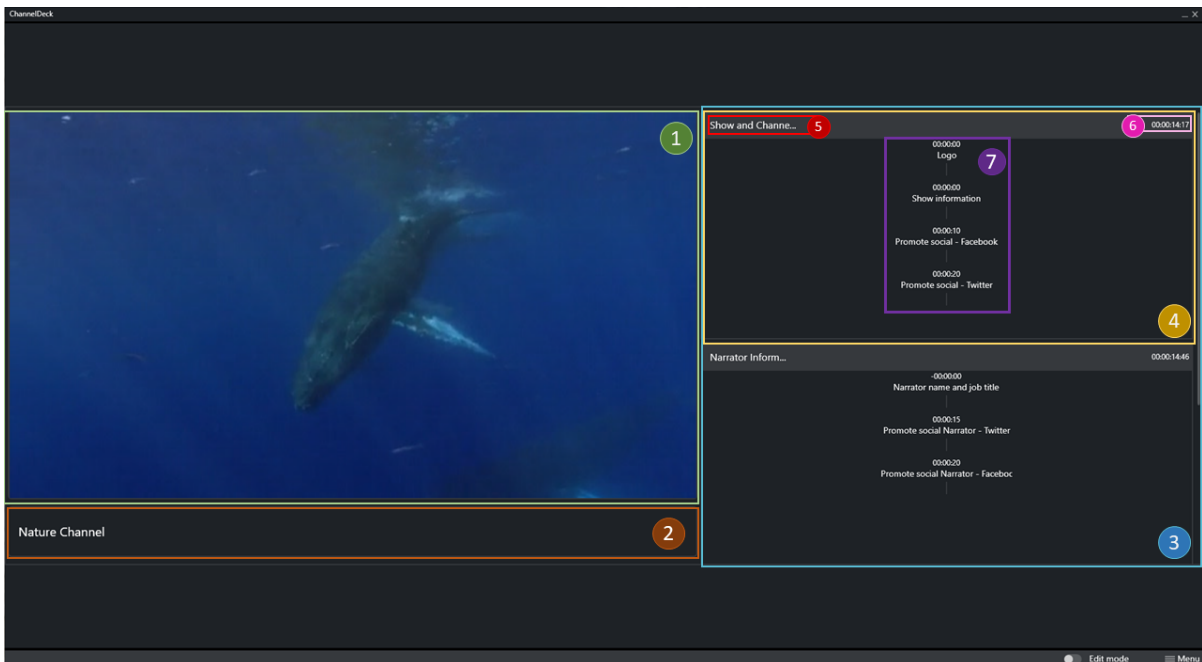 ChannelDeck
1
Show and Channe... 5
6 00:00:14:17
00:00:00
Logo
7
00:00:00
Show information
00:00:10
Promote social - Facebook
00:00:20
Promote social - Twitter
4
Narrator Inform...
00:00:14:46
-00:00:00
Narrator name and job title
00:00:15
Promote social Narrator - Twitter
00:00:20
Promote social Narrator - Faceboc
Nature Channel
2
3
Edit mode
Menu